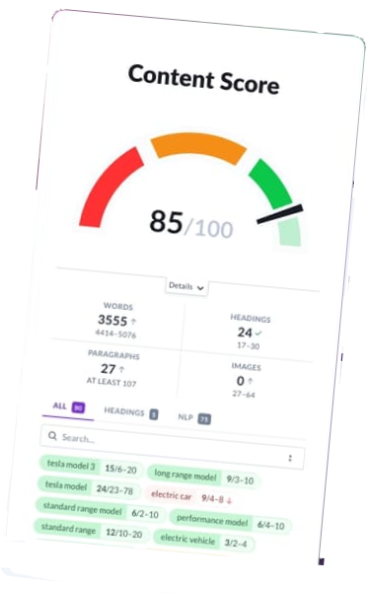 Content Score
85/100
Details
WORDS HEADINGS
3555 ↑ 24 ✓
4414-5076 17-30
PARAGRAPHS IMAGES
27 ↑ 0 ↑
AT LEAST 107 27-64
ALL 80 HEADINGS 5 NLP 75
Search...
tesla model 3 15/6-20 long range model 9/3-10
tesla model 24/23-78 electric car 9/4-8 ↓
standard range model 6/2-10 performance model 6/4-10
standard range 12/10-20 electric vehicle 3/2-4